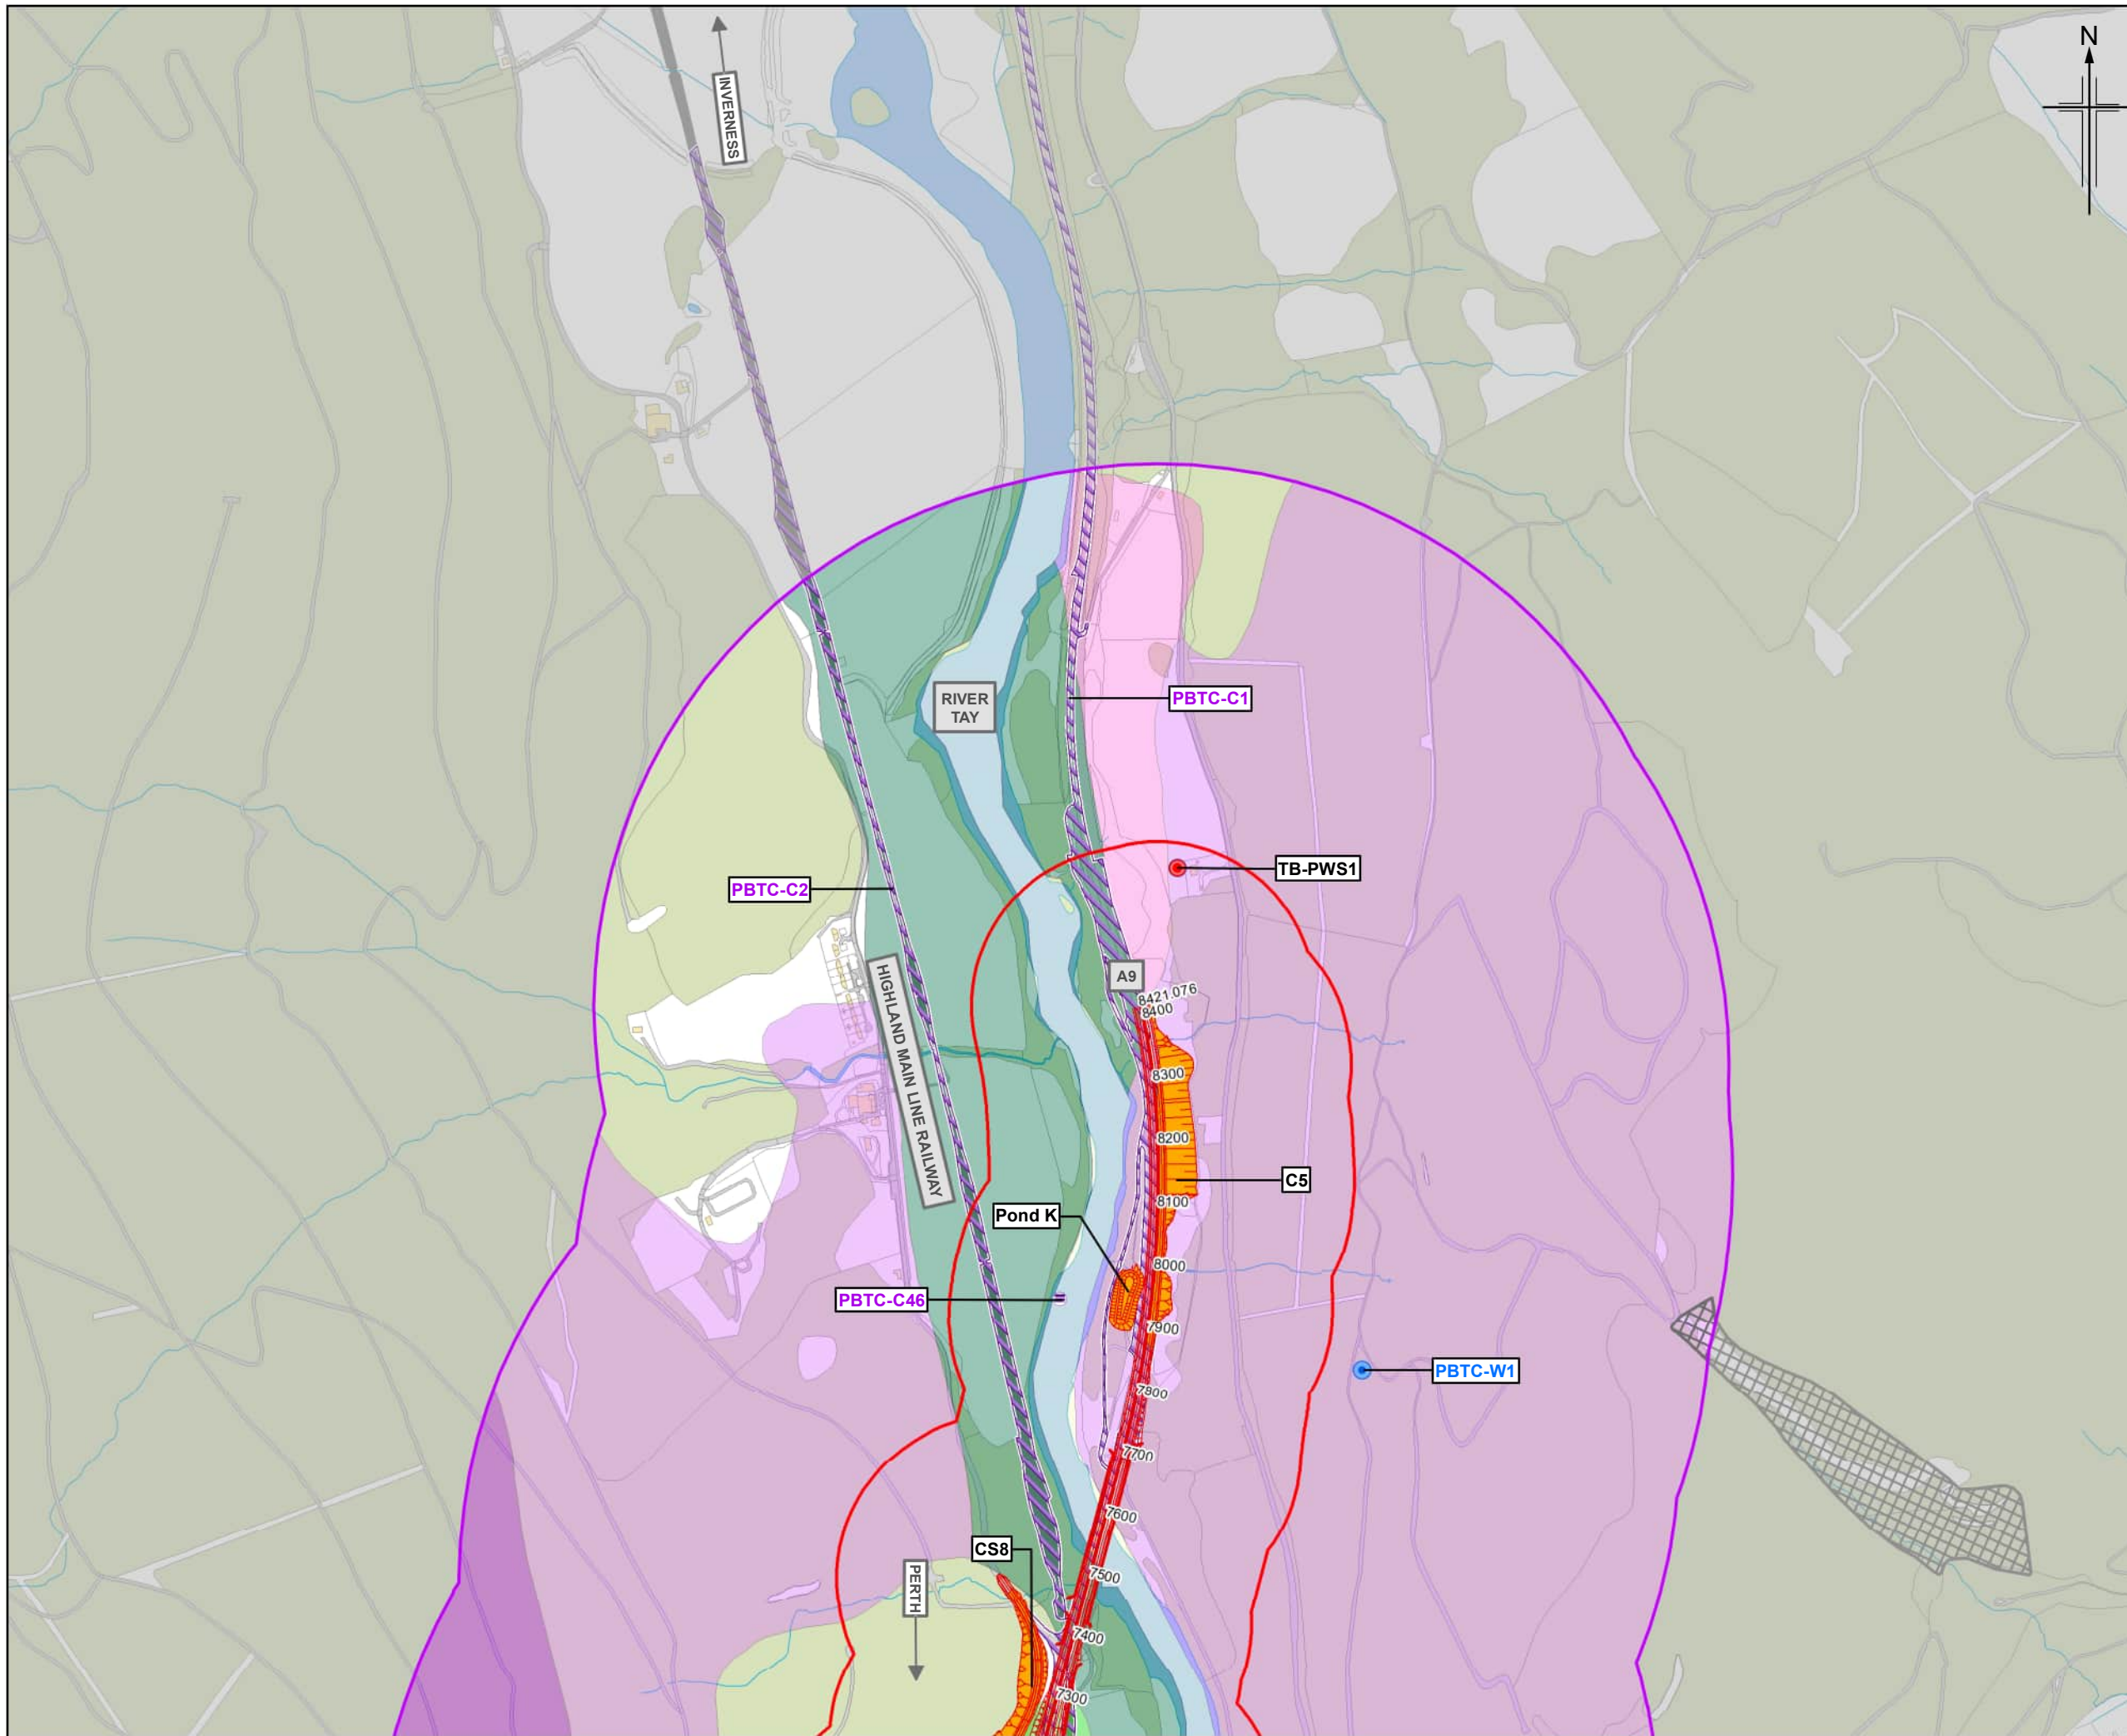 N
INVERNESS
RIVER
TAY
PBTC-C1
TB-PWS1
PBTC-C2
A9
8421.076
8400
HIGHLAND MAIN LINE RAILWAY
8300
8200
C5
8100
Pond K
8000
PBTC-C46
7900
PBTC-W1
7800
7700
7600
CS8
7500
PERTH
7400
7300